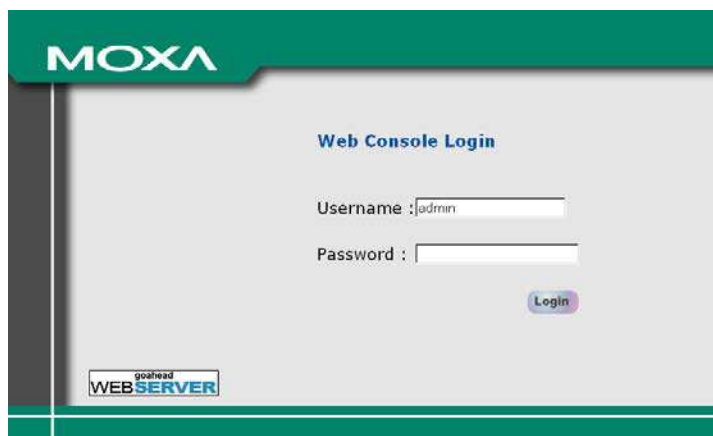 MOXA
Web Console Login
Username : admin
Password :
Login
goahead
WEBSERVER